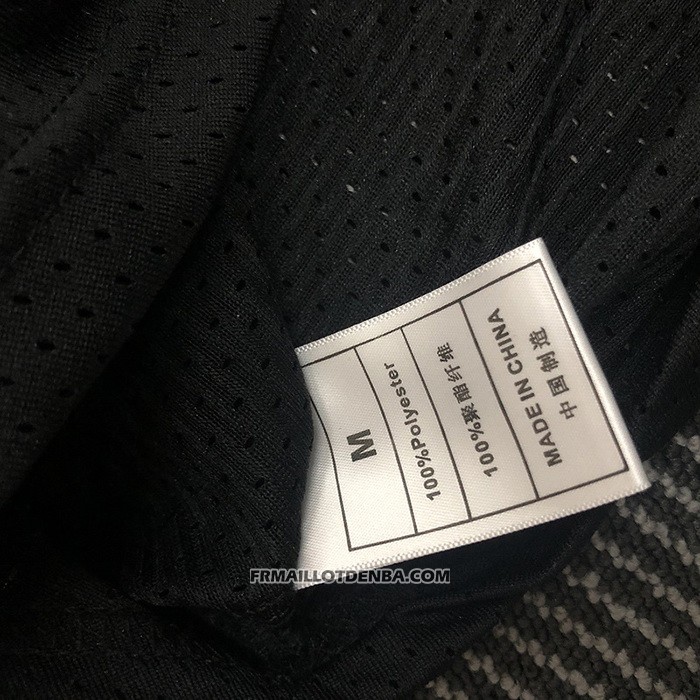 M
100%Polyester
100%聚酯纤维
MADE IN CHINA
中国制造
FRMAILLOTDENBA.COM